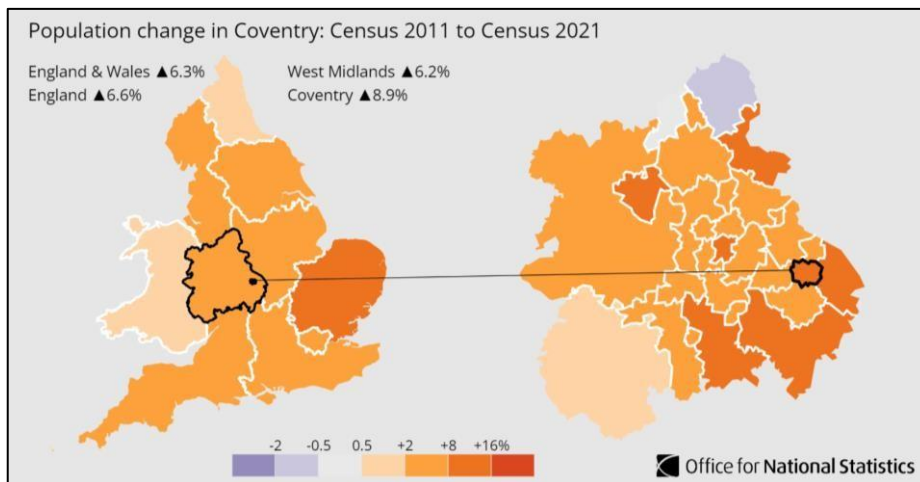 Population change in Coventry: Census 2011 to Census 2021
England & Wales ▲6.3%
West Midlands ▲6.2%
England ▲6.6%
Coventry ▲8.9%
-2 -0.5 0.5 +2 +8 +16%
Office for National Statistics